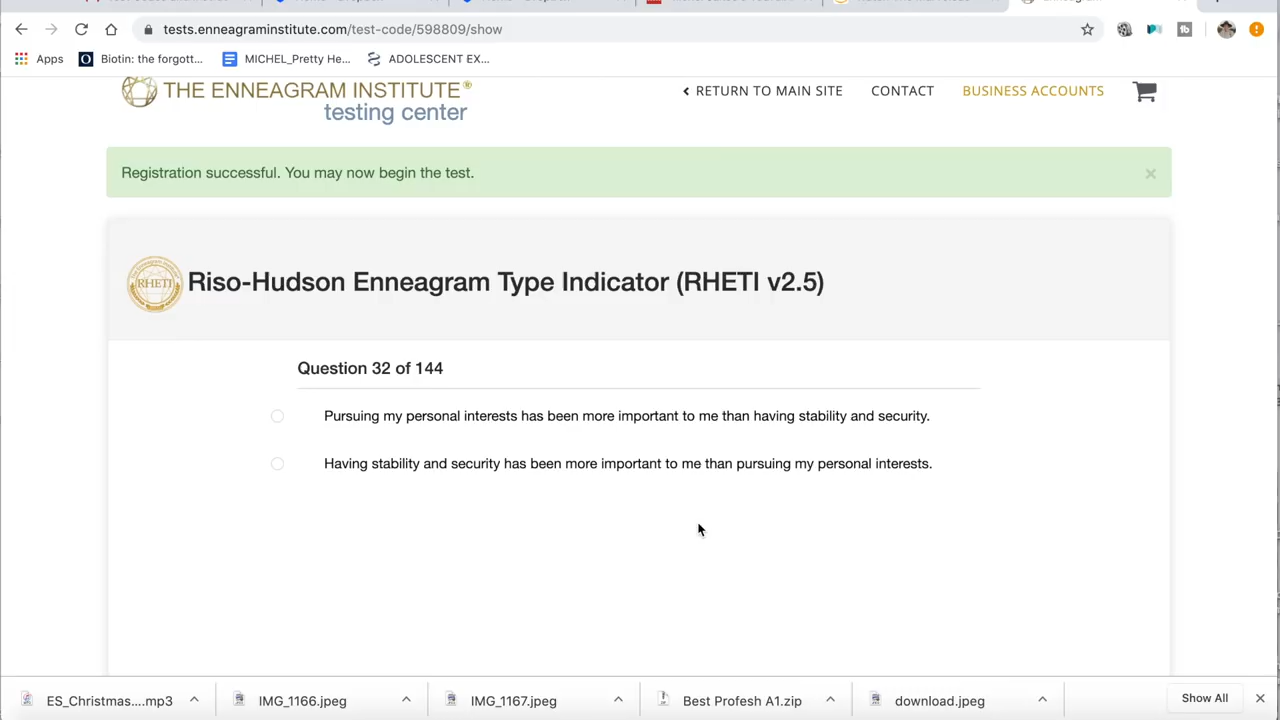 tests.enneagraminstitute.com/test-code/598809/show
Apps
Biotin: the forgott...
MICHEL_Pretty He...
ADOLESCENT EX...
THE ENNEAGRAM INSTITUTE®
testing center
RETURN TO MAIN SITE
CONTACT
BUSINESS ACCOUNTS
Registration successful. You may now begin the test.
×
RHETI
Riso-Hudson Enneagram Type Indicator (RHETI v2.5)
Question 32 of 144
Pursuing my personal interests has been more important to me than having stability and security.
Having stability and security has been more important to me than pursuing my personal interests.
ES_Christmas....mp3
IMG_1166.jpeg
IMG_1167.jpeg
Best Profesh A1.zip
download.jpeg
Show All